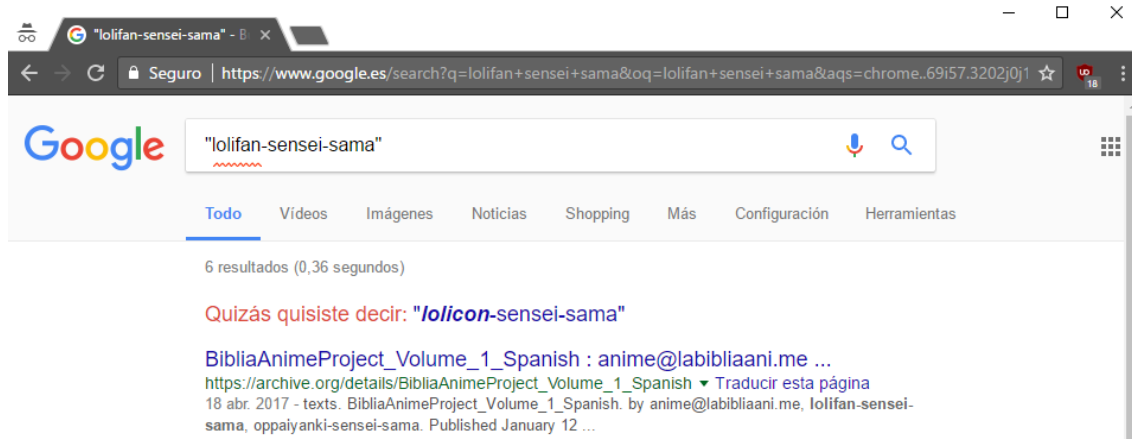 "lolifan-sensei-sama" - B
Seguro | https://www.google.es/search?q=lolifan+sensei+sama&oq=lolifan+sensei+sama&aqs=chrome..69i57.3202j0j1
18
Google
"lolifan-sensei-sama"
Todo Vídeos Imágenes Noticias Shopping Más Configuración Herramientas
6 resultados (0,36 segundos)
Quizás quisiste decir: "lolicon-sensei-sama"
BibliaAnimeProject_Volume_1_Spanish : anime@labibliaani.me ...
https://archive.org/details/BibliaAnimeProject_Volume_1_Spanish ▾ Traducir esta página
18 abr. 2017 - texts. BibliaAnimeProject_Volume_1_Spanish. by anime@labibliaani.me, lolifan-sensei-
sama, oppaiyanki-sensei-sama. Published January 12 ...